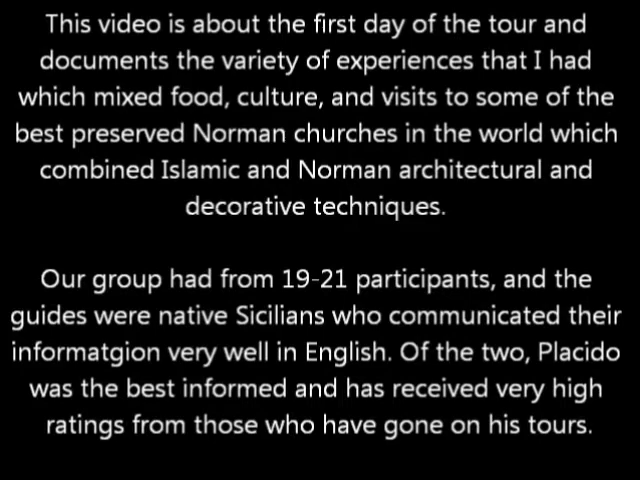 This video is about the first day of the tour and
documents the variety of experiences that I had
which mixed food, culture, and visits to some of the
best preserved Norman churches in the world which
combined Islamic and Norman architectural and
decorative techniques.
Our group had from 19-21 participants, and the
guides were native Sicilians who communicated their
informatgion very well in English. Of the two, Placido
was the best informed and has received very high
ratings from those who have gone on his tours.